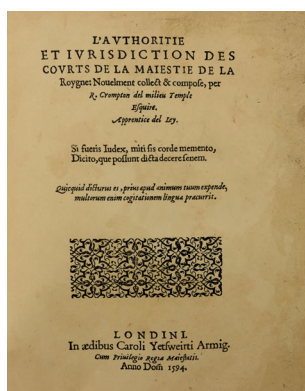 L'AVTHORITIE
ET IVRISDICTION DES
COVRTS DE LA MAIESTIE DE LA
Roygne: Nouelment collect & compose, per
R. Crompton del milieu Temple
Esquire.
Apprentice del Ley.
Si fueris Iudex, miti sis corde memento,
Dicito, que possunt dicta decere senem.
Quicquid dicturus es, prius apud animum tuum expende,
multorum enim cogitationem lingua præcurrit.
LONDINI.
In ædibus Caroli Yetsweirti Armig.
Cum Privilegio Regiæ Maiestatis.
Anno Dom 1594.